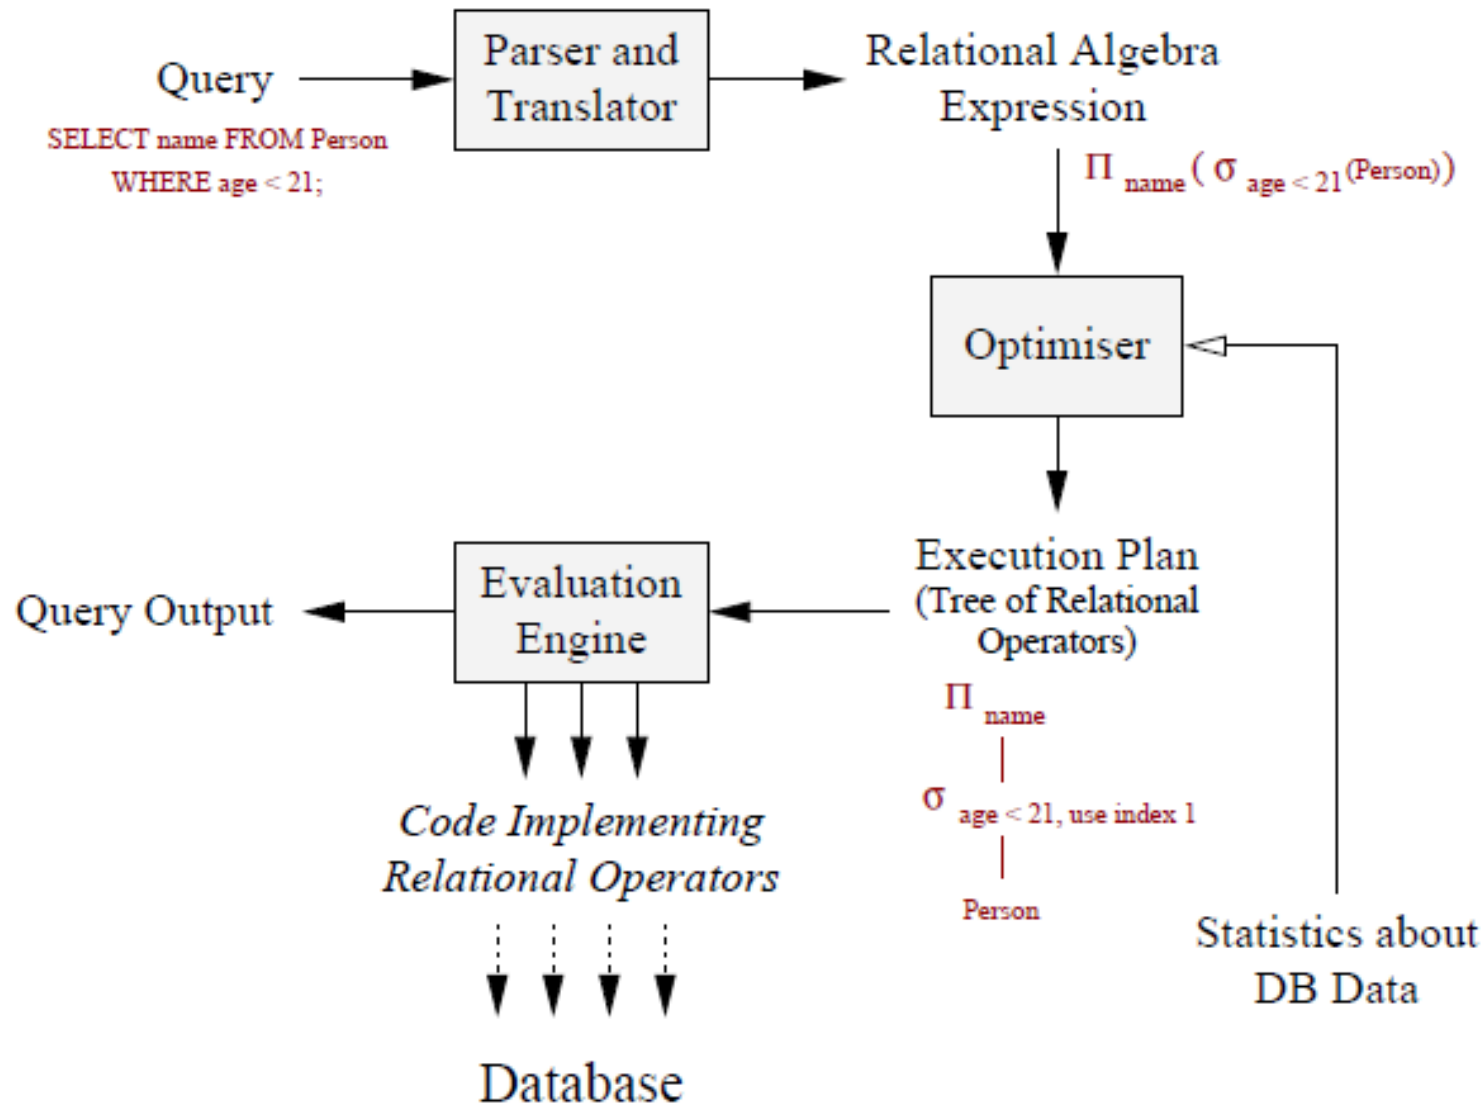 Query
SELECT name FROM Person
WHERE age < 21;
Parser and
Translator
Relational Algebra
Expression
Π name ( σ age < 21 (Person))
Optimiser
Execution Plan
(Tree of Relational
Operators)
Π name
σ age < 21, use index 1
Person
Statistics about
DB Data
Evaluation
Engine
Query Output
Code Implementing
Relational Operators
Database